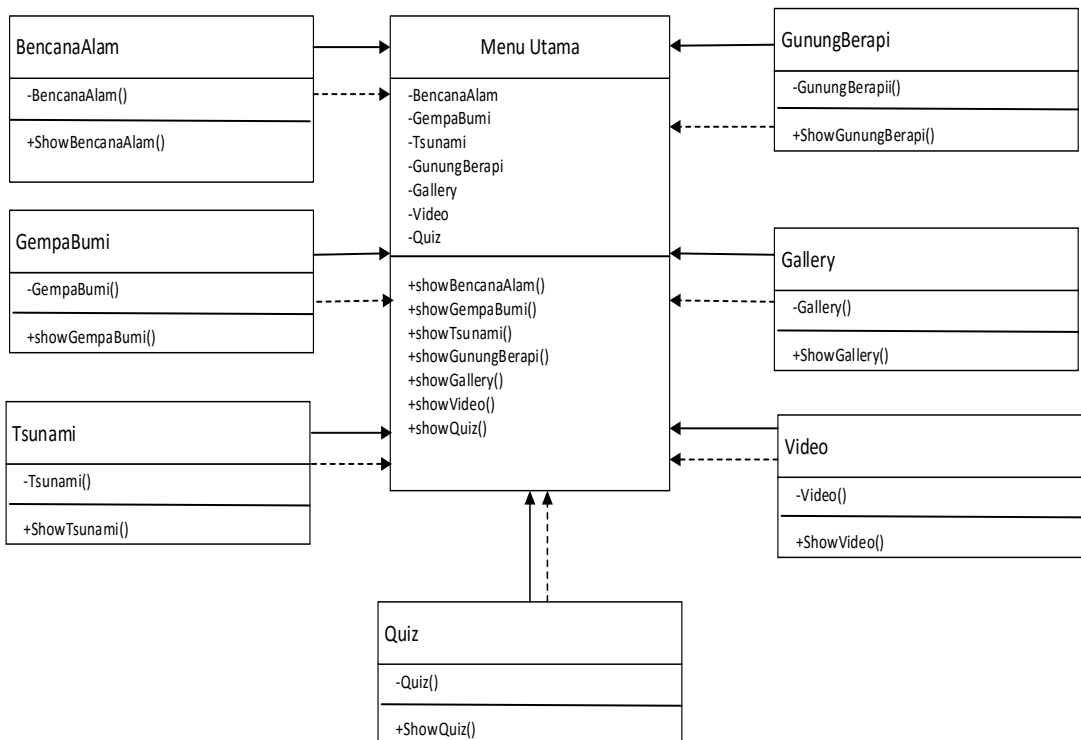 BencanaAlam
-BencanaAlam()
+ShowBencanaAlam()
GempaBumi
-GempaBumi()
+showGempaBumi()
Tsunami
-Tsunami()
+ShowTsunami()
Menu Utama
-BencanaAlam
-GempaBumi
-Tsunami
-GunungBerapi
-Gallery
-Video
-Quiz
+showBencanaAlam()
+showGempaBumi()
+showTsunami()
+showGunungBerapi()
+showGallery()
+showVideo()
+showQuiz()
GunungBerapi
-GunungBerapii()
+ShowGunungBerapi()
Gallery
-Gallery()
+ShowGallery()
Video
-Video()
+ShowVideo()
Quiz
-Quiz()
+ShowQuiz()